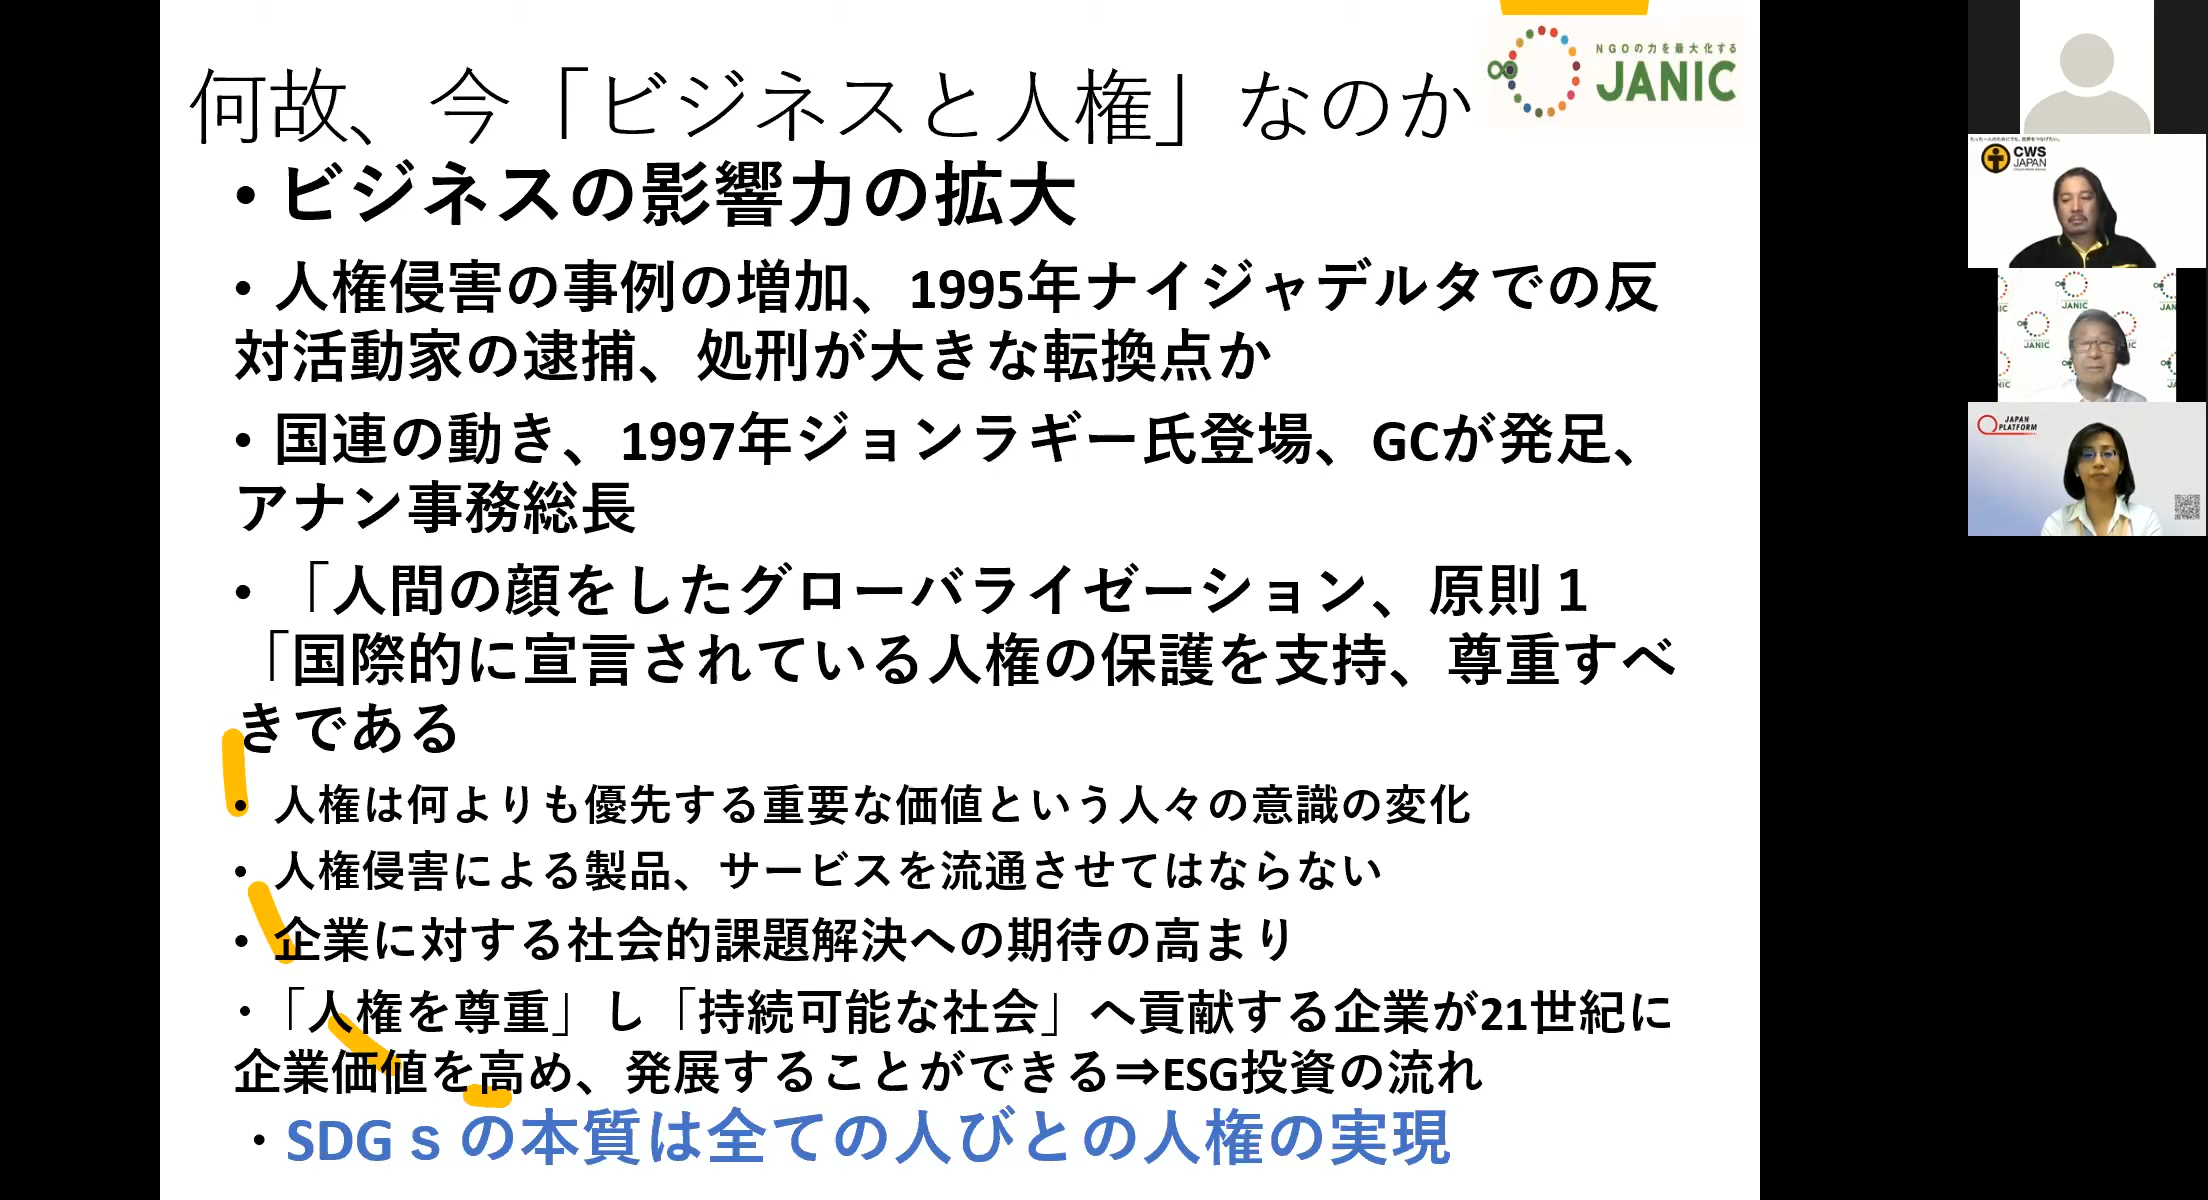 何故、今「ビジネスと人権」なのか
NGOの力を最大化する
JANIC
• ビジネスの影響力の拡大
• 人権侵害の事例の増加、1995年ナイジャデルタでの反
対活動家の逮捕、処刑が大きな転換点か
• 国連の動き、1997年ジョンラギー氏登場、GCが発足、
アナン事務総長
• 「人間の顔をしたグローバライゼーション、原則１
「国際的に宣言されている人権の保護を支持、尊重すべ
きである
• 人権は何よりも優先する重要な価値という人々の意識の変化
• 人権侵害による製品、サービスを流通させてはならない
• 企業に対する社会的課題解決への期待の高まり
・「人権を尊重」し「持続可能な社会」へ貢献する企業が21世紀に
企業価値を高め、発展することができる⇒ESG投資の流れ
・SDGｓの本質は全ての人びとの人権の実現
CWS
JAPAN
JANIC
JANIC
JAPAN
PLATFORM